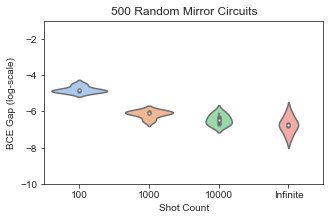 500 Random Mirror Circuits
BCE Gap (log-scale)
−2
−4
−6
−8
−10
100
1000
10000
Infinite
Shot Count